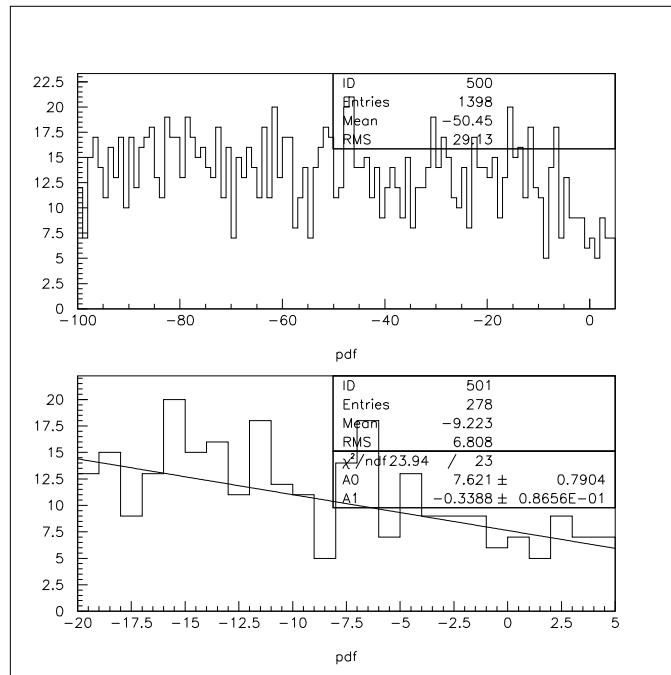 22.5
20
17.5
15
12.5
10
7.5
5
2.5
0
ID 500
Entries 1398
Mean −50.45
RMS 29.13
−100 −80 −60 −40 −20 0
pdf
20
17.5
15
12.5
10
7.5
5
2.5
0
ID 501
Entries 278
Mean −9.223
RMS 6.808
χ²/ndf 23.94 / 23
A0 7.621 ± 0.7904
A1 −0.3388 ± 0.8656E−01
−20 −17.5 −15 −12.5 −10 −7.5 −5 −2.5 0 2.5 5
pdf